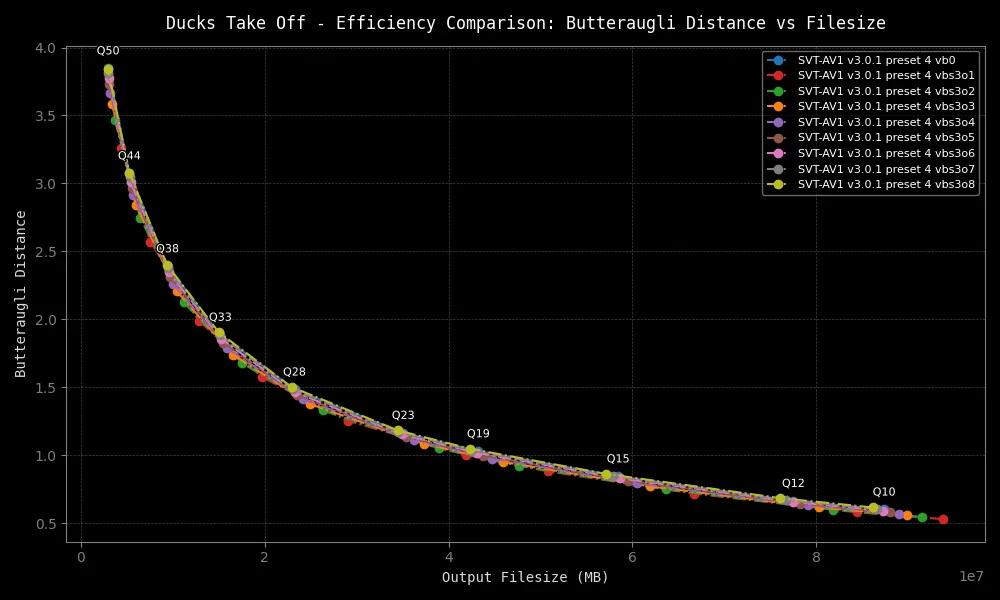 Ducks Take Off - Efficiency Comparison: Butteraugli Distance vs Filesize
SVT-AV1 v3.0.1 preset 4 vb0
SVT-AV1 v3.0.1 preset 4 vbs3o1
SVT-AV1 v3.0.1 preset 4 vbs3o2
SVT-AV1 v3.0.1 preset 4 vbs3o3
SVT-AV1 v3.0.1 preset 4 vbs3o4
SVT-AV1 v3.0.1 preset 4 vbs3o5
SVT-AV1 v3.0.1 preset 4 vbs3o6
SVT-AV1 v3.0.1 preset 4 vbs3o7
SVT-AV1 v3.0.1 preset 4 vbs3o8
Butteraugli Distance
4.0
3.5
3.0
2.5
2.0
1.5
1.0
0.5
Q50
Q44
Q38
Q33
Q28
Q23
Q19
Q15
Q12
Q10
0
2
4
6
8
1e7
Output Filesize (MB)